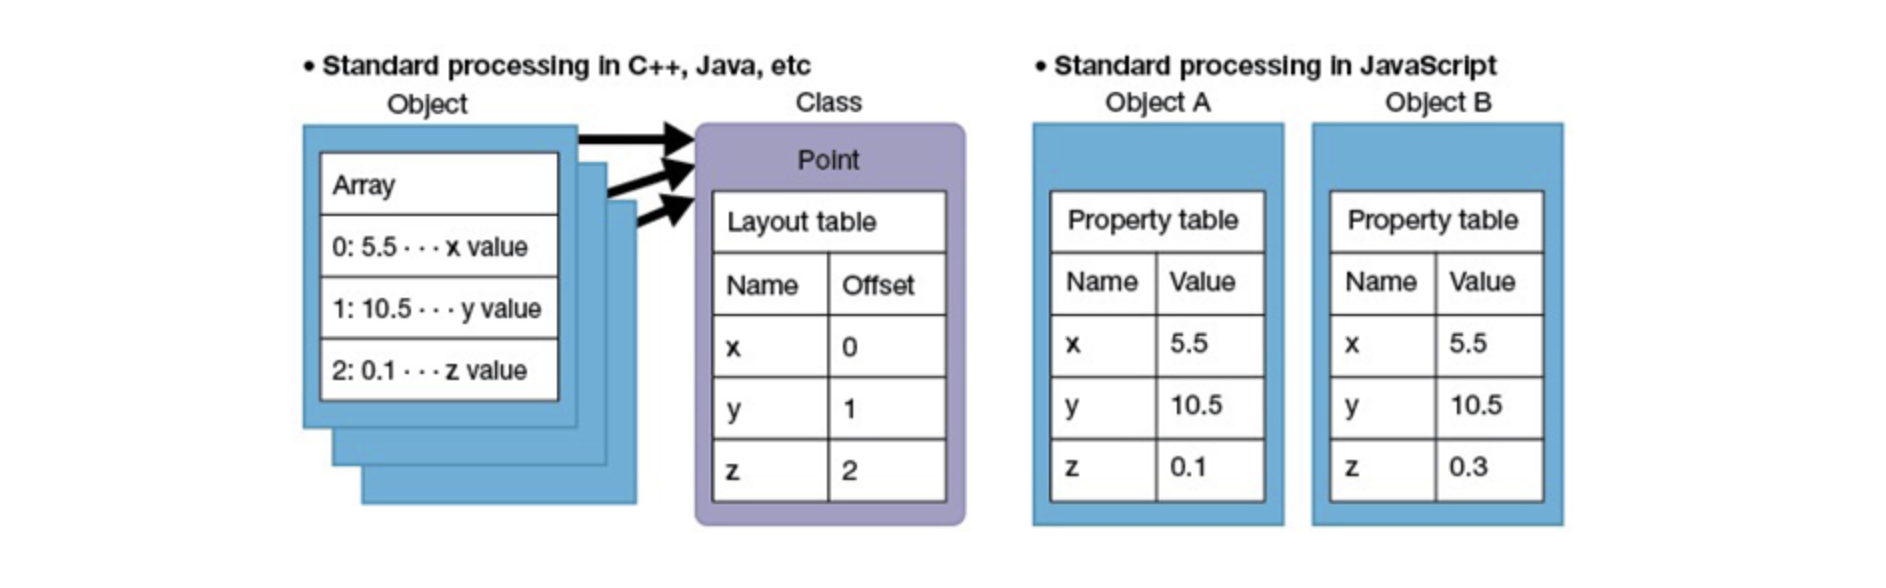 • Standard processing in C++, Java, etc
Object
Array
0: 5.5 · · · x value
1: 10.5 · · · y value
2: 0.1 · · · z value
Class
Point
Layout table
Name Offset
x 0
y 1
z 2
• Standard processing in JavaScript
Object A
Property table
Name Value
x 5.5
y 10.5
z 0.1
Object B
Property table
Name Value
x 5.5
y 10.5
z 0.3